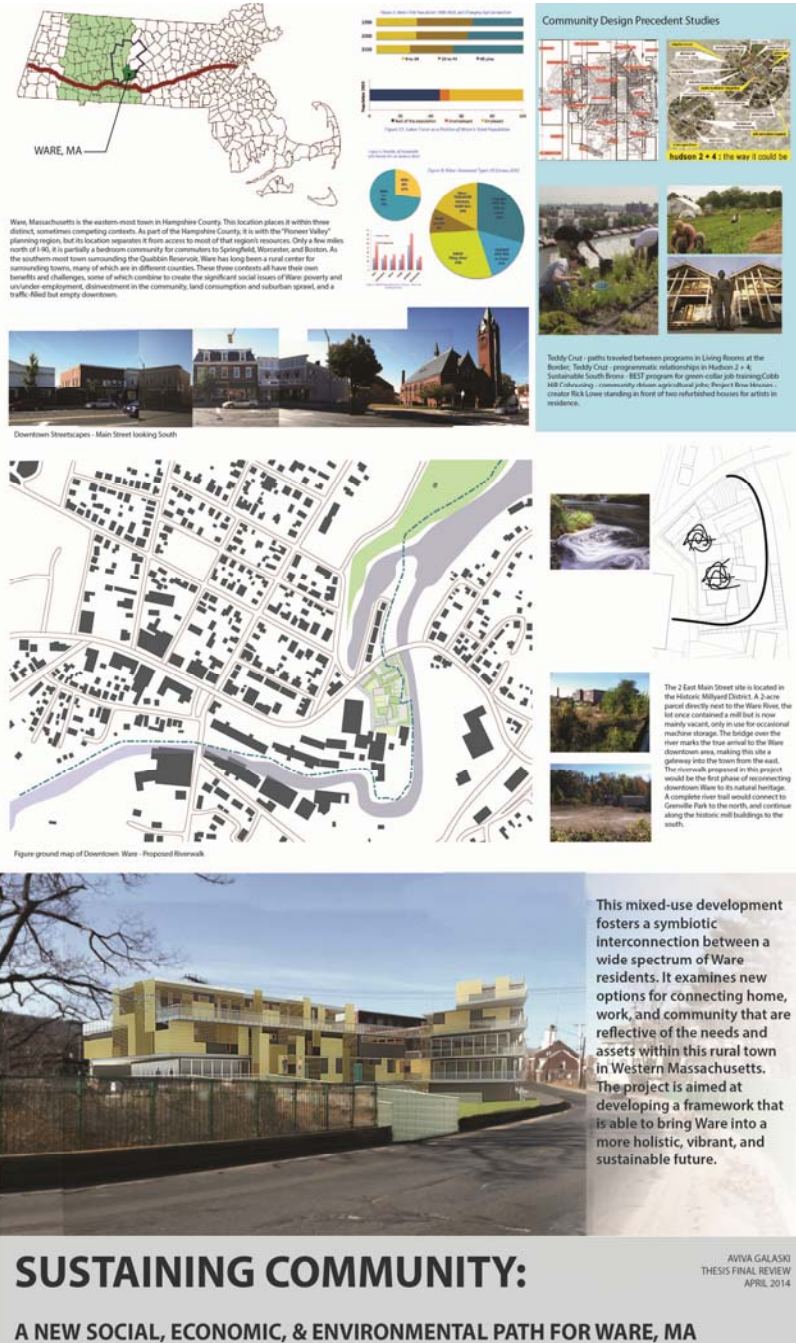 WARE, MA
Ware, Massachusetts is the eastern-most town in Hampshire County. This location places it within three
distinct, sometimes competing contexts. As part of the Hampshire County, it is with the "Pioneer Valley"
planning region, but its location separates it from access to most of that region's resources. Only a few miles
north of I-90, it is partially a bedroom community for commuters to Springfield, Worcester, and Boston. As
the southern-most town surrounding the Quabbin Reservoir, Ware has long been a rural center for
surrounding towns, many of which are in different counties. These three contexts all have their own
benefits and challenges, some of which combine to create the significant social issues of Ware: poverty and
un/under-employment, disinvestment in the community, land consumption and suburban sprawl, and a
traffic-filled but empty downtown.
Community Design Precedent Studies
hudson 2 + 4 : the way it could be
Teddy Cruz - paths traveled between programs in Living Rooms at the
Border; Teddy Cruz - programmatic relationships in Hudson 2 + 4;
Sustainable South Bronx - BEST program for green-collar job training;Cobb
Hill Cohousing - community driven agricultural jobs; Project Row Houses -
creator Rick Lowe standing in front of two refurbished houses for artists in
residence.
Downtown Streetscapes - Main Street looking South
Figure ground map of Downtown Ware - Proposed Riverwalk
The 2 East Main Street site is located in
the Historic Millyard District. A 2-acre
parcel directly next to the Ware River, the
lot once contained a mill but is now
mainly vacant, only in use for occasional
machine storage. The bridge over the
river marks the true arrival to the Ware
downtown area, making this site a
gateway into the town from the east.
The riverwalk proposed in this project
would be the first phase of reconnecting
downtown Ware to its natural heritage.
A complete river trail would connect to
Grenville Park to the north, and continue
along the historic mill buildings to the
south.
This mixed-use development
fosters a symbiotic
interconnection between a
wide spectrum of Ware
residents. It examines new
options for connecting home,
work, and community that are
reflective of the needs and
assets within this rural town
in Western Massachusetts.
The project is aimed at
developing a framework that
is able to bring Ware into a
more holistic, vibrant, and
sustainable future.
SUSTAINING COMMUNITY:
AVIVA GALASKI
THESIS FINAL REVIEW
APRIL 2014
A NEW SOCIAL, ECONOMIC, & ENVIRONMENTAL PATH FOR WARE, MA